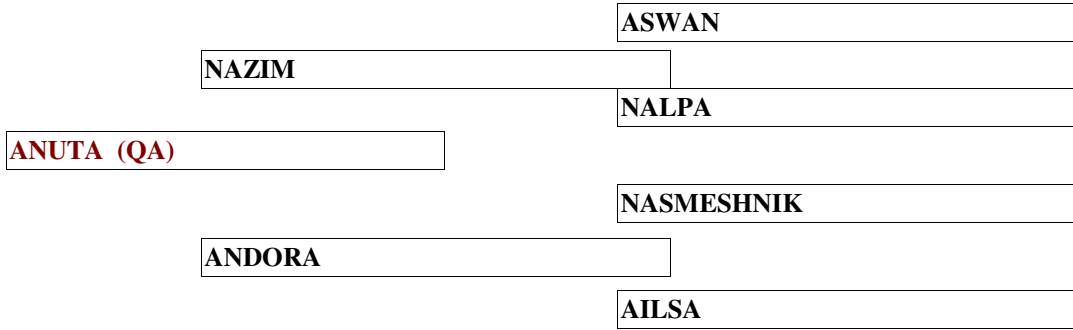 ASWAN
NAZIM
NALPA
ANUTA (QA)
NASMESHNIK
ANDORA
AILSA